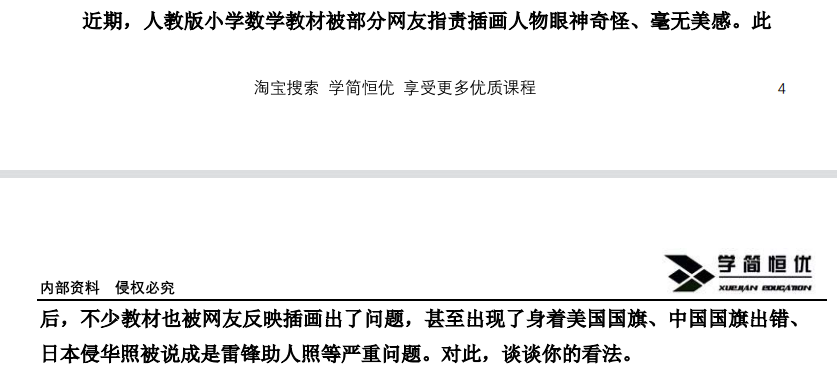 近期，人教版小学数学教材被部分网友指责插画人物眼神奇怪、毫无美感。此
淘宝搜索 学简恒优 享受更多优质课程 4
学简恒优
XUEJIAN EDUCATION
内部资料 侵权必究
后，不少教材也被网友反映插画出了问题，甚至出现了身着美国国旗、中国国旗出错、
日本侵华照被说成是雷锋助人照等严重问题。对此，谈谈你的看法。